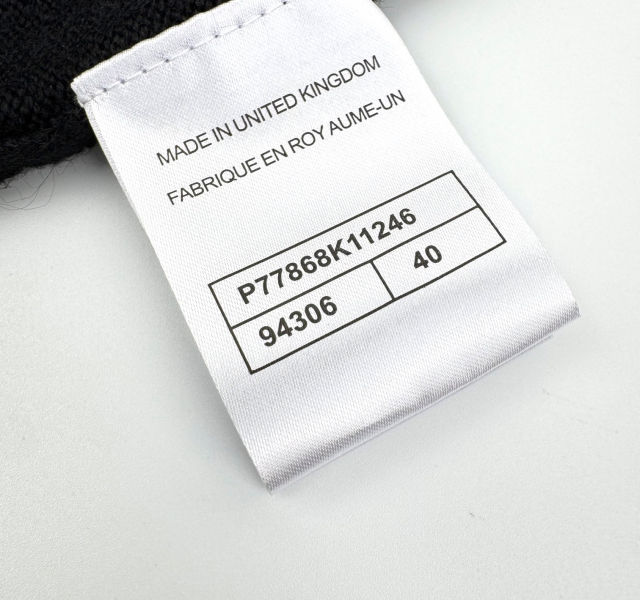 MADE IN UNITED KINGDOM
FABRIQUE EN ROY AUME-UN
P77868K11246
94306 40